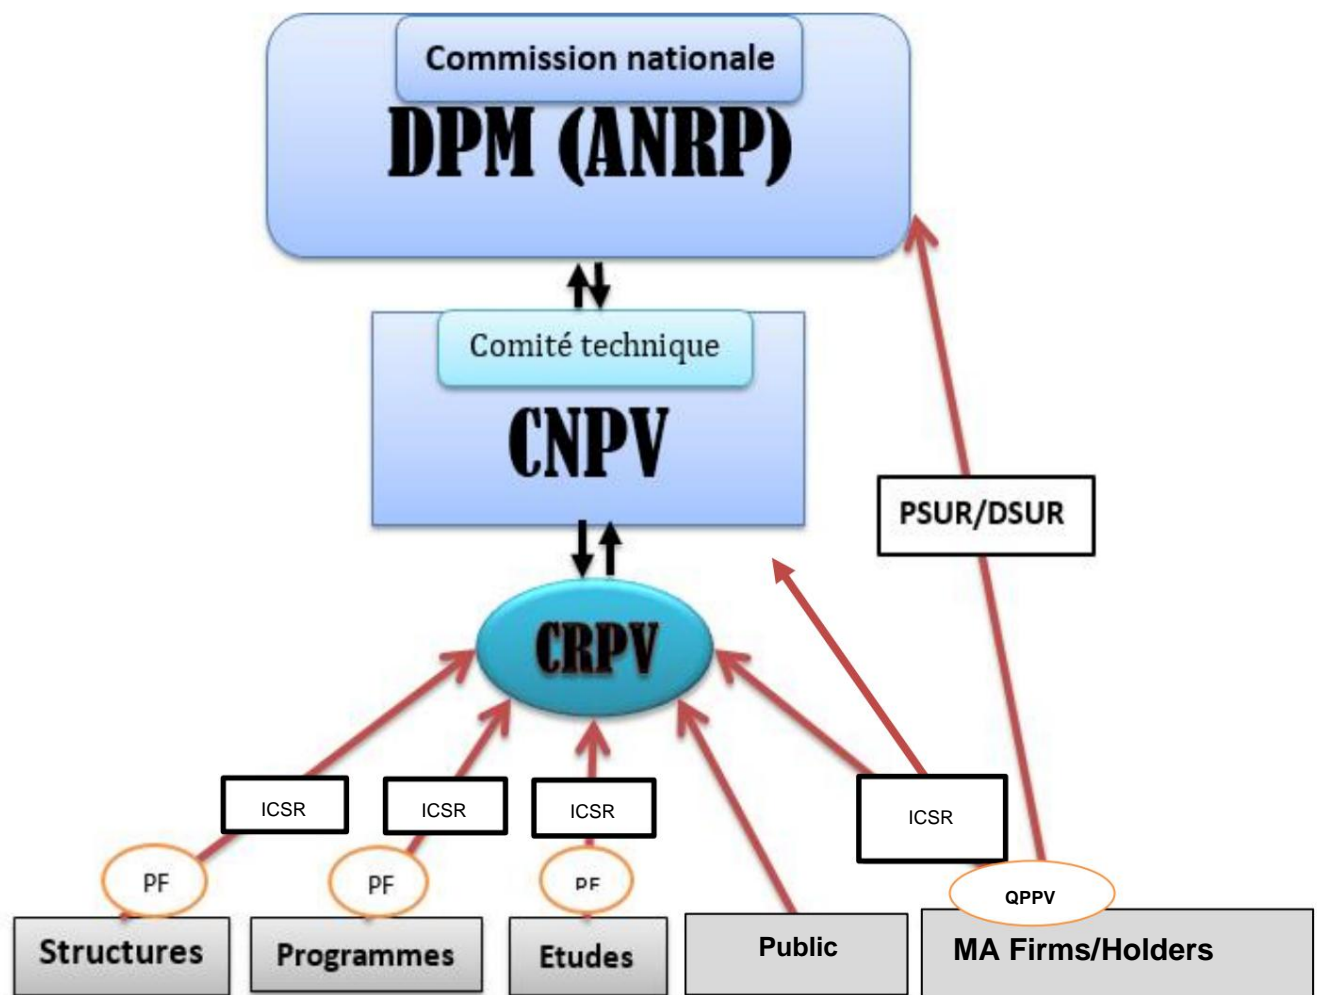 Commission nationale
DPM (ANRP)
Comité technique
CNPV
PSUR/DSUR
CRPV
ICSR
ICSR
ICSR
ICSR
PF
PF
PF
QPPV
Structures
Programmes
Etudes
Public
MA Firms/Holders